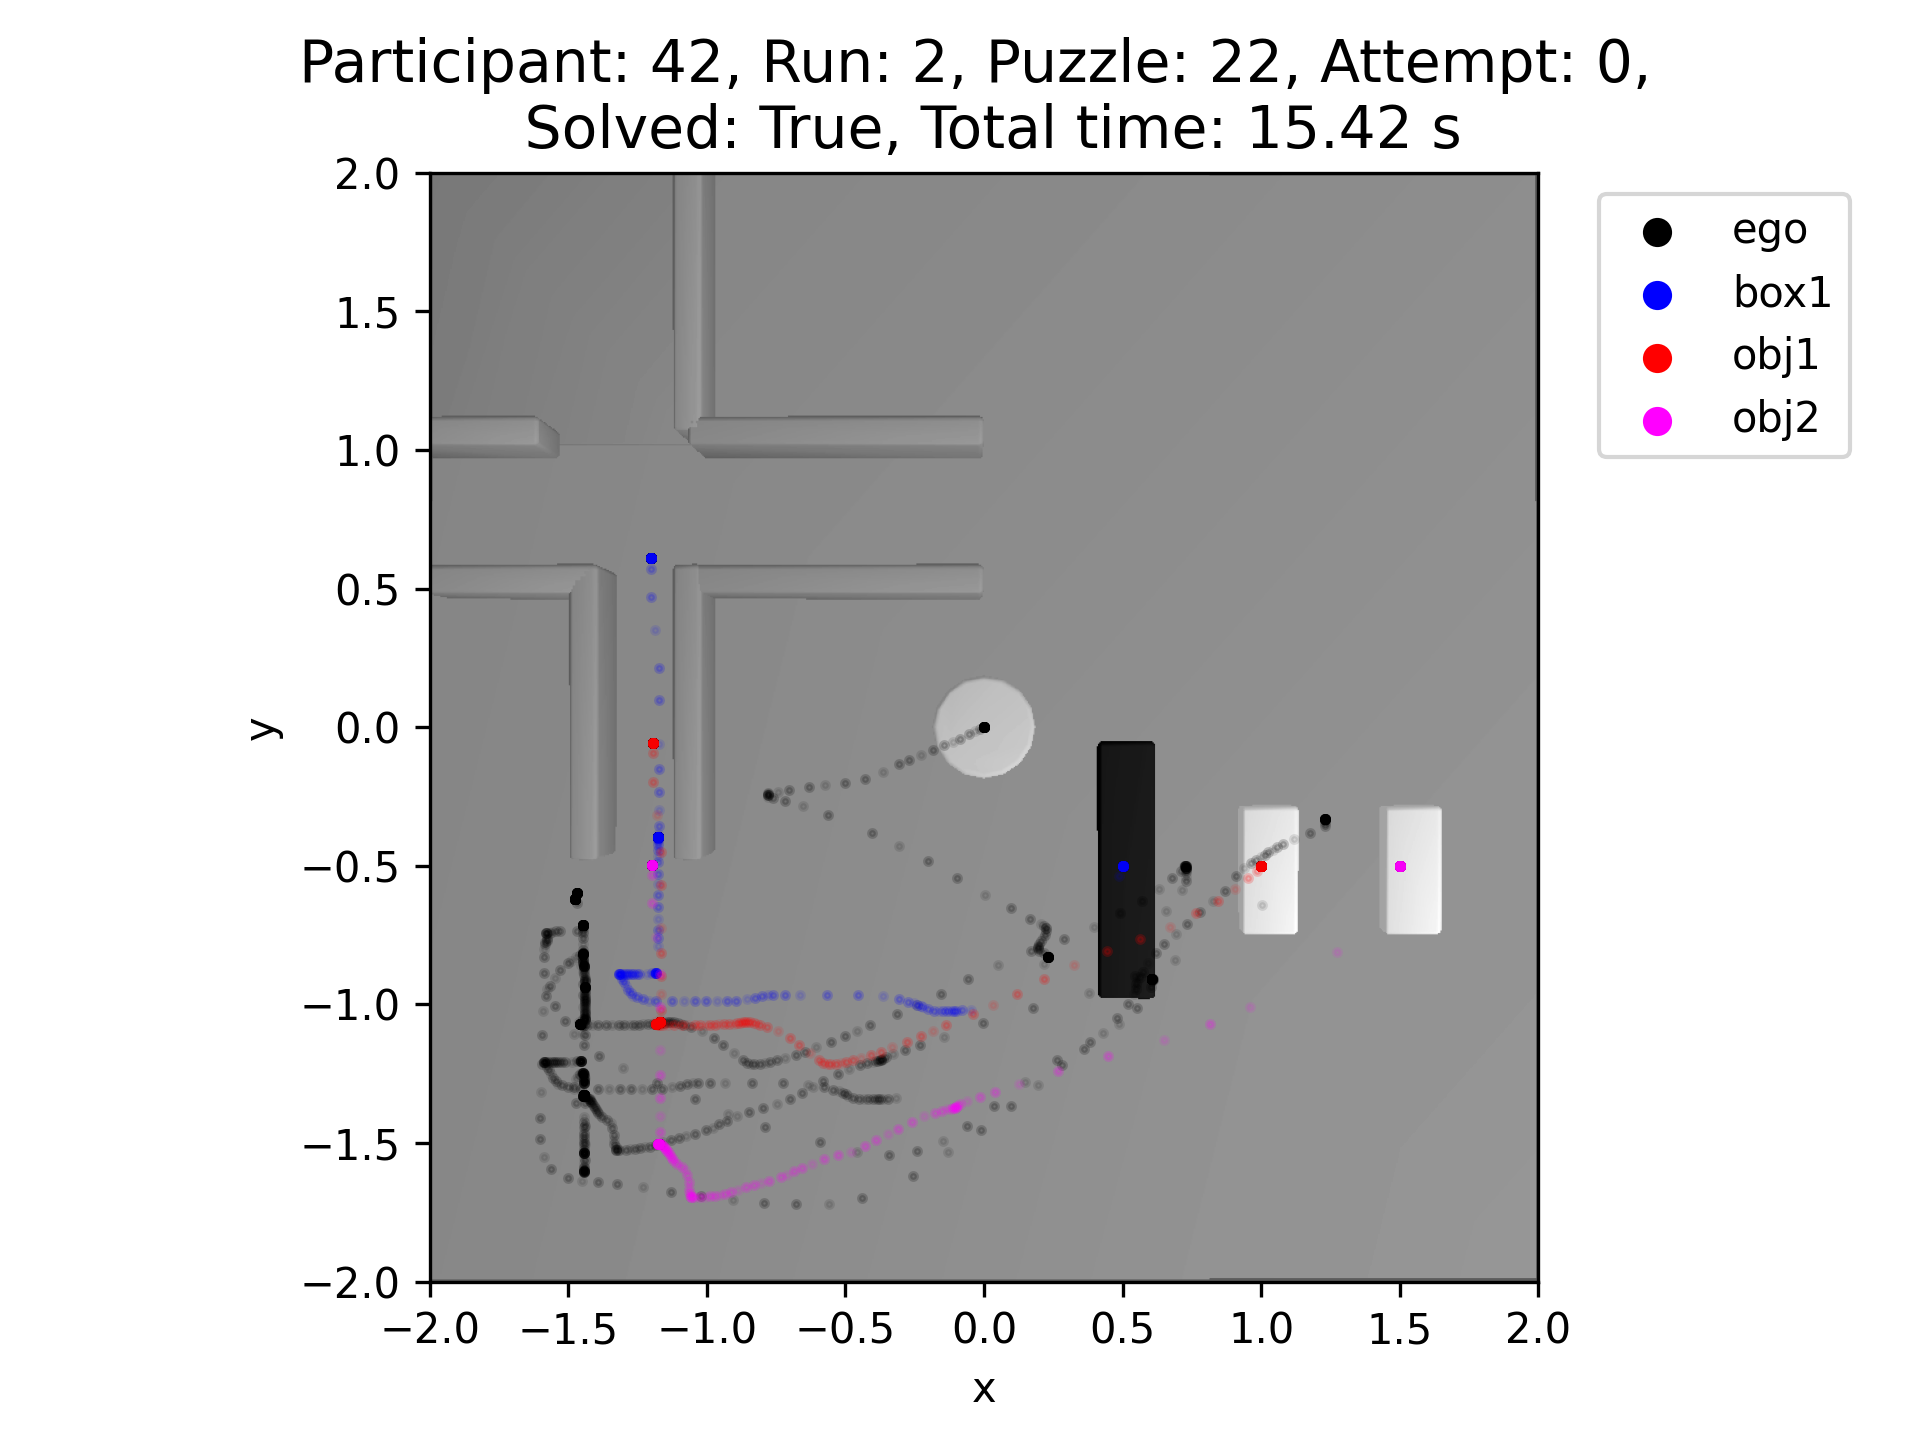 Participant: 42, Run: 2, Puzzle: 22, Attempt: 0,
Solved: True, Total time: 15.42 s
ego
box1
obj1
obj2
2.0
1.5
1.0
0.5
0.0
−0.5
−1.0
−1.5
−2.0
y
−2.0 −1.5 −1.0 −0.5 0.0 0.5 1.0 1.5 2.0
x